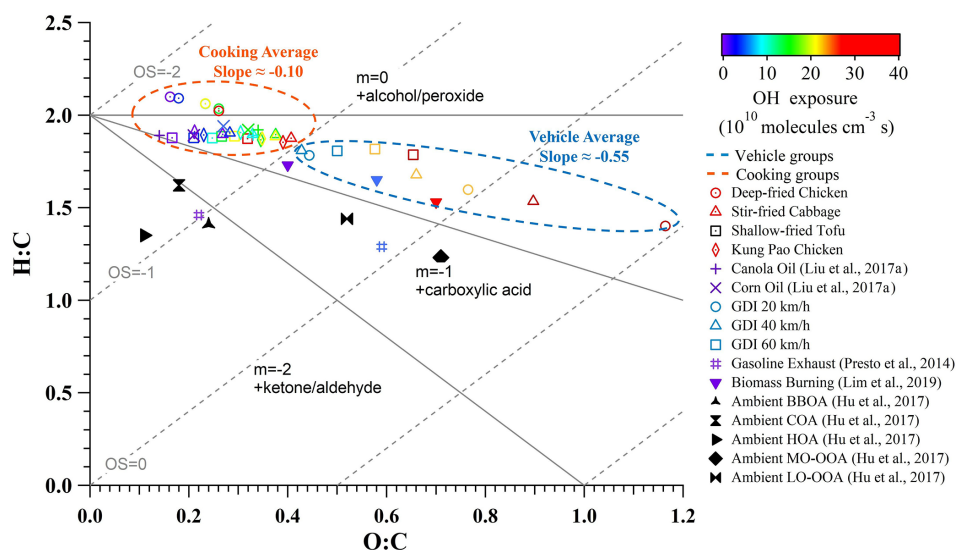 2.5
2.0
1.5
1.0
0.5
0.0
H:C
0.0
0.2
0.4
0.6
0.8
1.0
1.2
O:C
OS=-2
OS=-1
OS=0
Cooking Average
Slope ≈ -0.10
m=0
+alcohol/peroxide
Vehicle Average
Slope ≈ -0.55
m=-1
+carboxylic acid
m=-2
+ketone/aldehyde
0 10 20 30 40
OH exposure
(10¹⁰ molecules cm⁻³ s)
Vehicle groups
Cooking groups
Deep-fried Chicken
Stir-fried Cabbage
Shallow-fried Tofu
Kung Pao Chicken
Canola Oil (Liu et al., 2017a)
Corn Oil (Liu et al., 2017a)
GDI 20 km/h
GDI 40 km/h
GDI 60 km/h
Gasoline Exhaust (Presto et al., 2014)
Biomass Burning (Lim et al., 2019)
Ambient BBOA (Hu et al., 2017)
Ambient COA (Hu et al., 2017)
Ambient HOA (Hu et al., 2017)
Ambient MO-OOA (Hu et al., 2017)
Ambient LO-OOA (Hu et al., 2017)